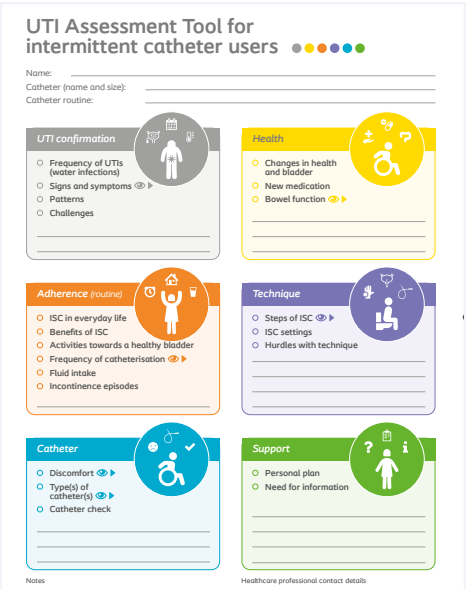 UTI Assessment Tool for
intermittent catheter users
Name:
Catheter (name and size):
Catheter routine:
UTI confirmation
Frequency of UTIs
(water infections)
Signs and symptoms
Patterns
Challenges
Health
Changes in health
and bladder
New medication
Bowel function
Adherence (routine)
ISC in everyday life
Benefits of ISC
Activities towards a healthy bladder
Frequency of catheterisation
Fluid intake
Incontinence episodes
Technique
Steps of ISC
ISC settings
Hurdles with technique
Catheter
Discomfort
Type(s) of
catheter(s)
Catheter check
Support
? i
Personal plan
Need for information
Notes
Healthcare professional contact details